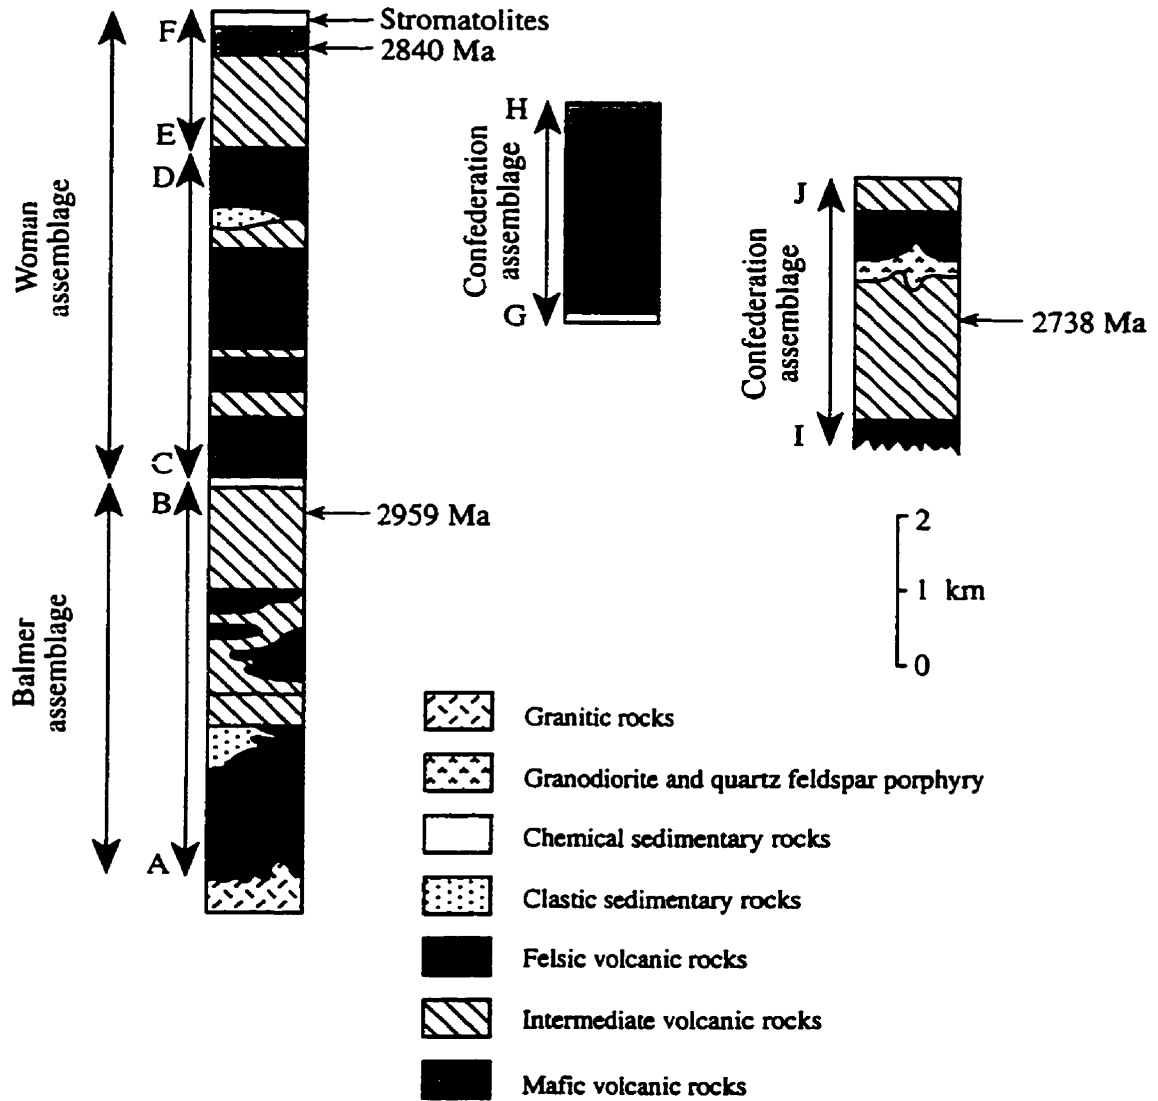 F
Stromatolites
2840 Ma
E
D
Woman
assemblage
C
B
2959 Ma
Balmer
assemblage
A
H
Confederation
assemblage
G
J
Confederation
assemblage
I
2738 Ma
2
1 km
0
Granitic rocks
Granodiorite and quartz feldspar porphyry
Chemical sedimentary rocks
Clastic sedimentary rocks
Felsic volcanic rocks
Intermediate volcanic rocks
Mafic volcanic rocks